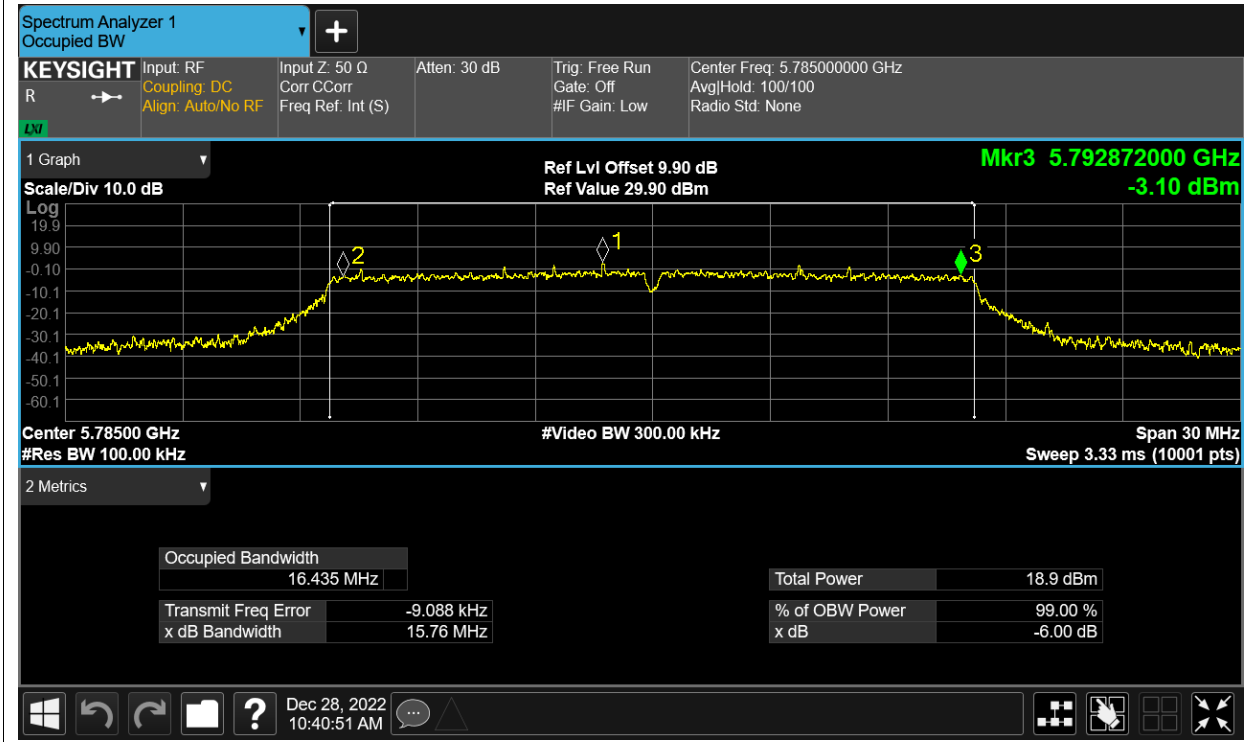 Spectrum Analyzer 1
Occupied BW
KEYSIGHT
R
LXI
Input: RF
Coupling: DC
Align: Auto/No RF
Input Z: 50 Ω
Corr CCorr
Freq Ref: Int (S)
Atten: 30 dB
Trig: Free Run
Gate: Off
#IF Gain: Low
Center Freq: 5.785000000 GHz
Avg|Hold: 100/100
Radio Std: None
1 Graph
Scale/Div 10.0 dB
Ref Lvl Offset 9.90 dB
Ref Value 29.90 dBm
Mkr3 5.792872000 GHz
-3.10 dBm
Log
19.9
9.90
-0.10
-10.1
-20.1
-30.1
-40.1
-50.1
-60.1
2
1
3
Center 5.78500 GHz
#Res BW 100.00 kHz
#Video BW 300.00 kHz
Span 30 MHz
Sweep 3.33 ms (10001 pts)
2 Metrics
Occupied Bandwidth
16.435 MHz
Transmit Freq Error -9.088 kHz
x dB Bandwidth 15.76 MHz
Total Power 18.9 dBm
% of OBW Power 99.00 %
x dB -6.00 dB
?
Dec 28, 2022
10:40:51 AM